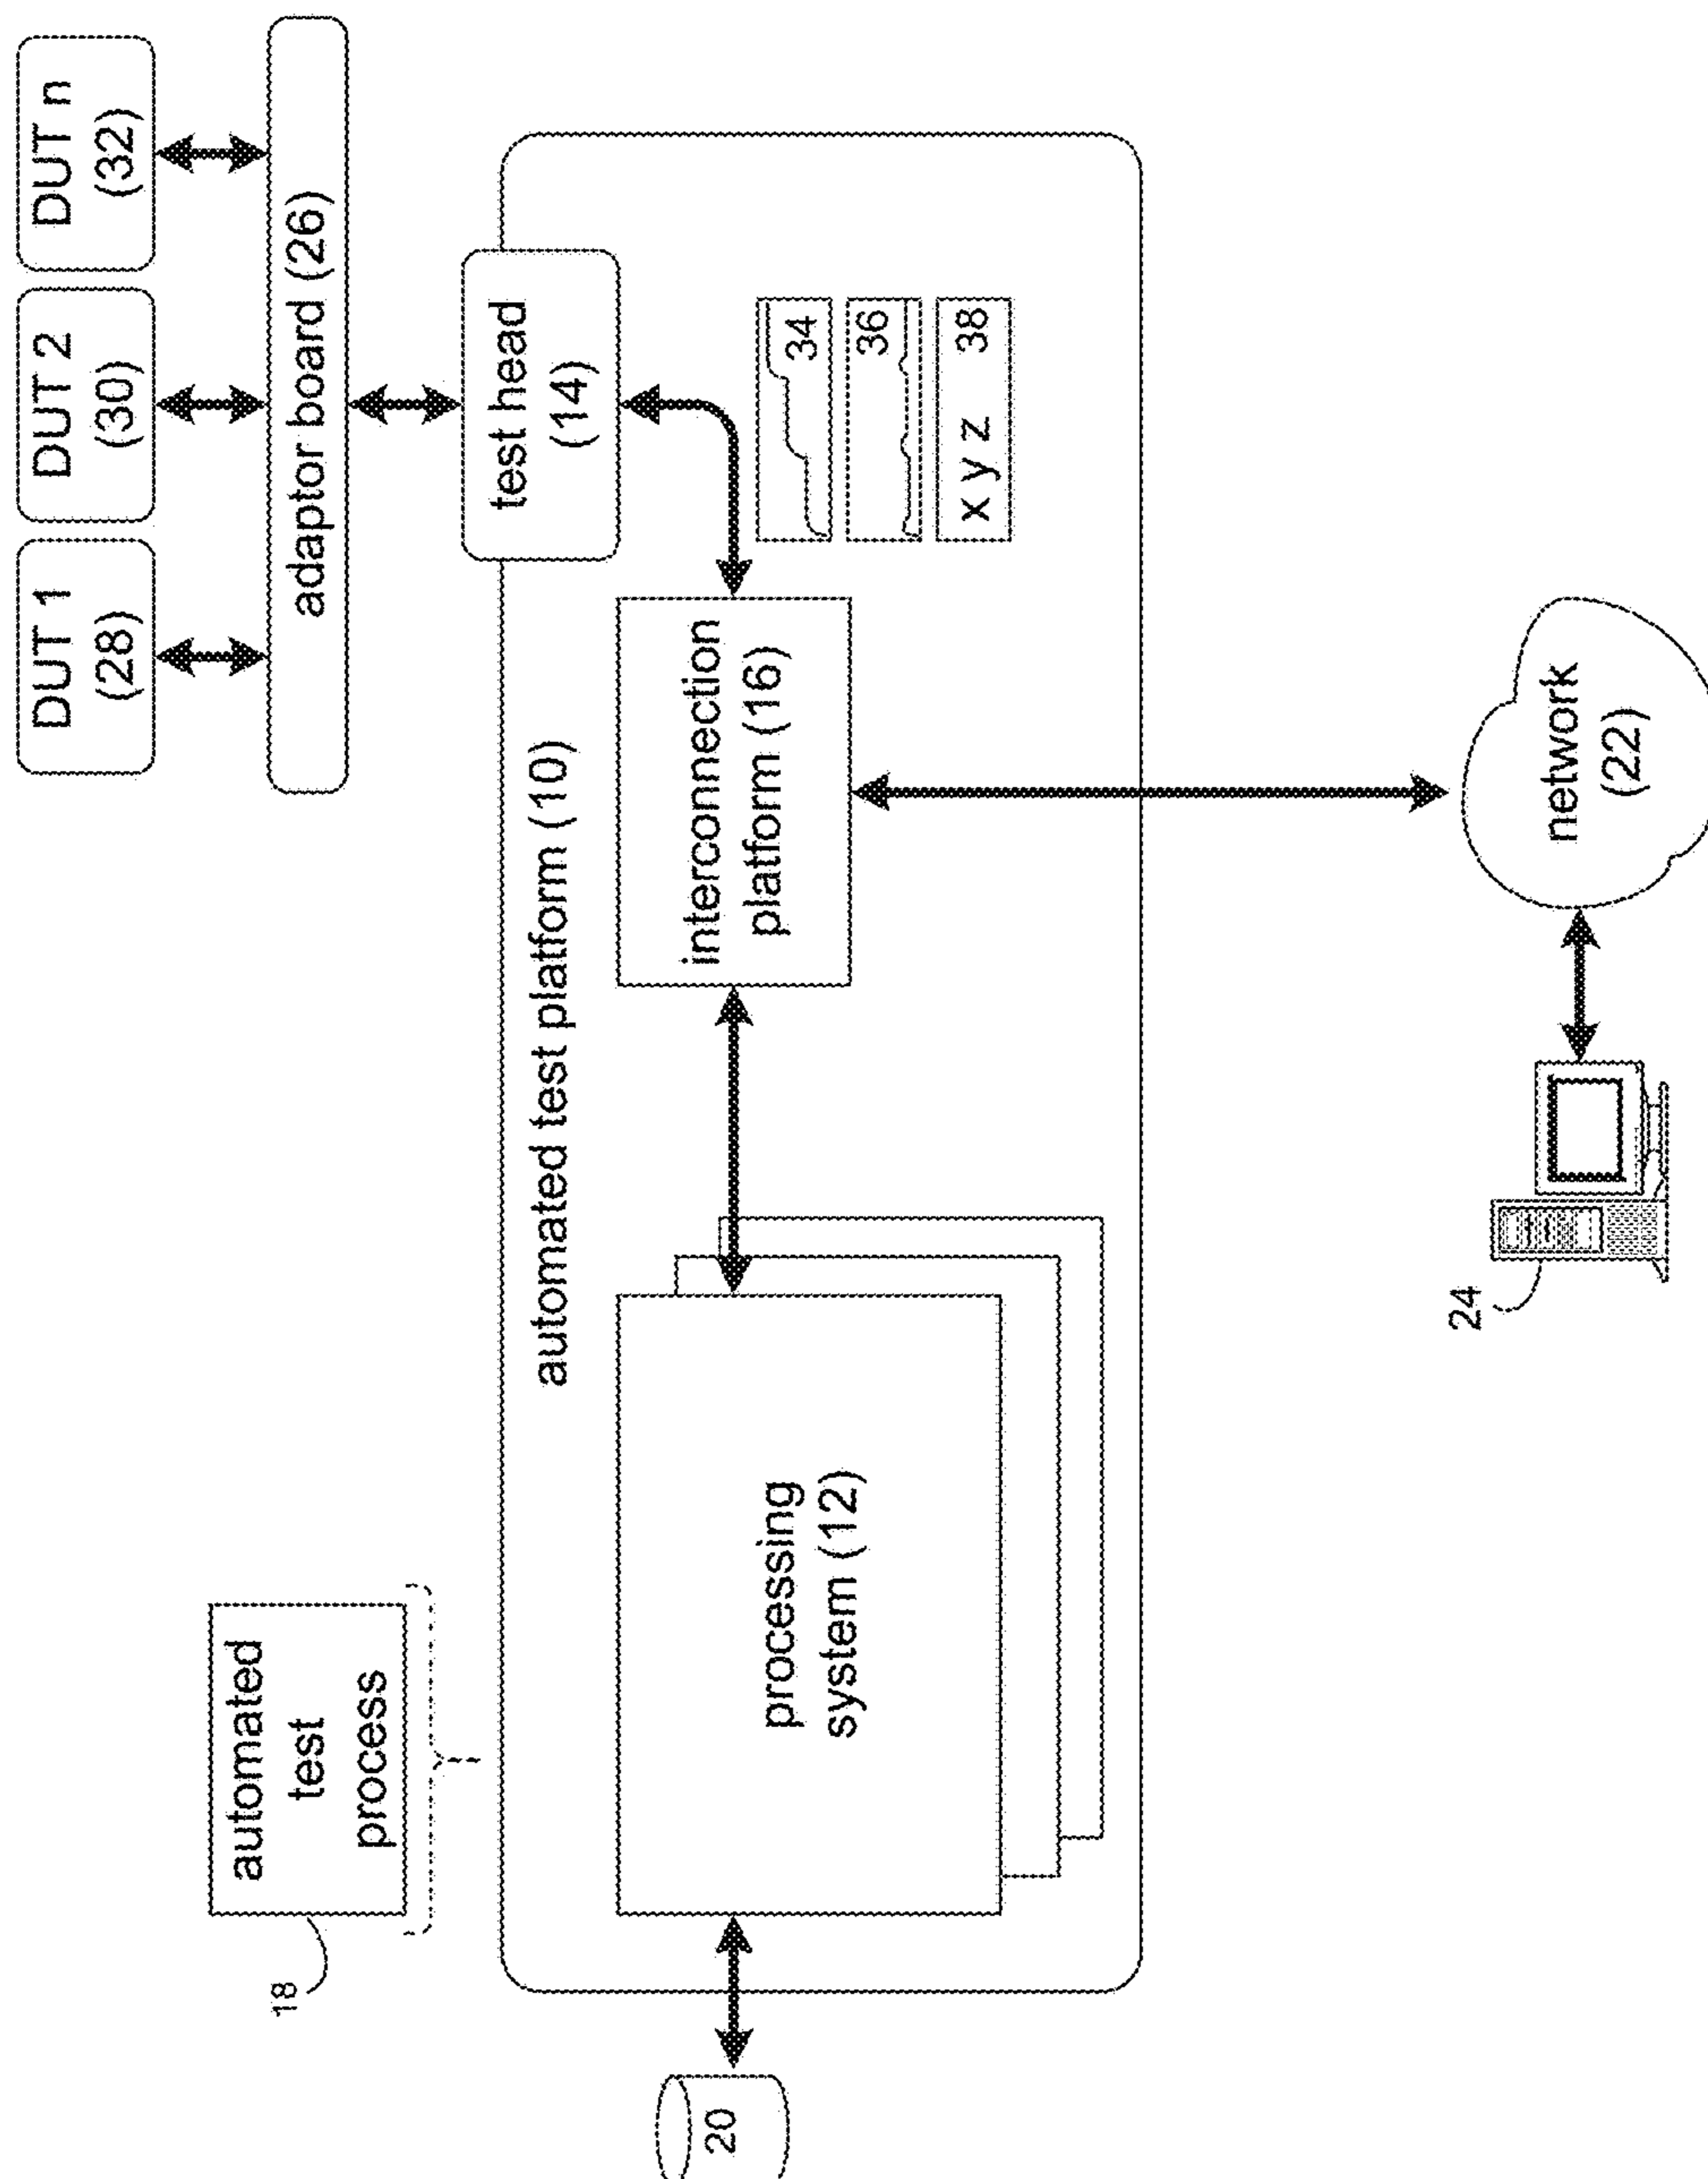 DUT 1
(28)
DUT 2
(30)
DUT n
(32)
adaptor board (26)
test head
(14)
automated test platform (10)
automated
test
process
18
processing
system (12)
interconnection
platform (16)
34
36
x y z 38
20
network
(22)
24